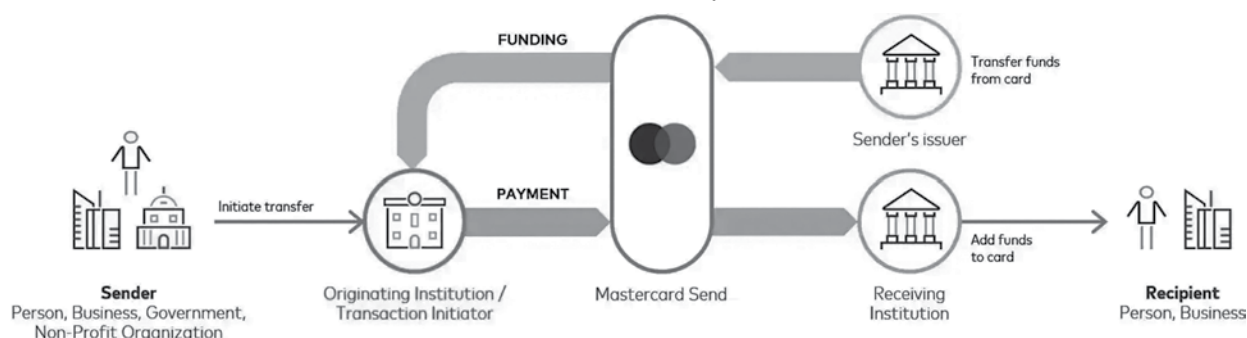 FUNDING
Transfer funds
from card
Sender's issuer
Initiate transfer
PAYMENT
Add funds
to card
Sender
Person, Business, Government,
Non-Profit Organization
Originating Institution /
Transaction Initiator
Mastercard Send
Receiving
Institution
Recipient
Person, Business